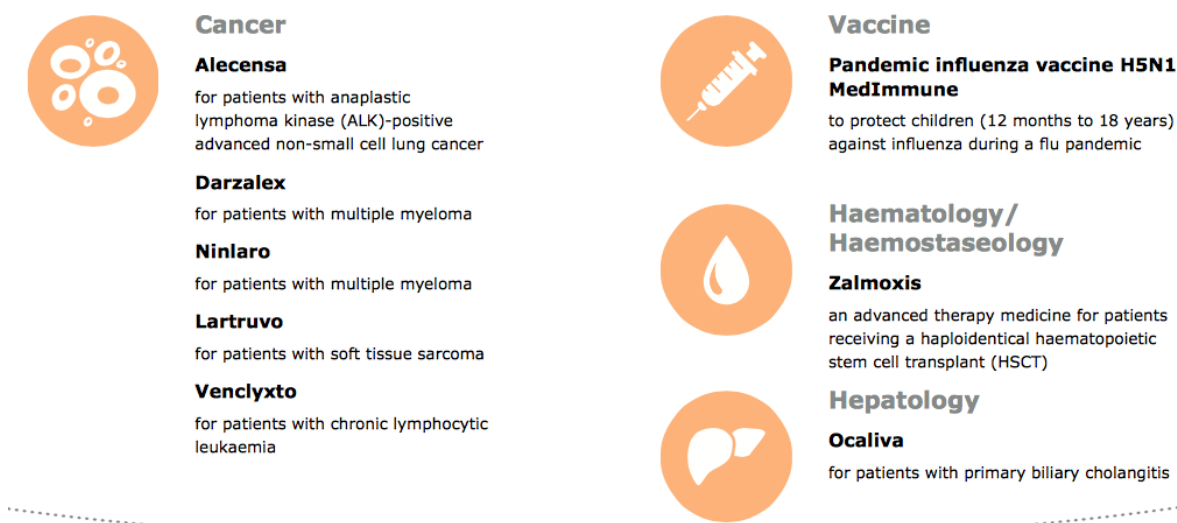 Cancer
Alecensa
for patients with anaplastic
lymphoma kinase (ALK)-positive
advanced non-small cell lung cancer
Darzalex
for patients with multiple myeloma
Ninlaro
for patients with multiple myeloma
Lartruvo
for patients with soft tissue sarcoma
Venclyxto
for patients with chronic lymphocytic
leukaemia
Vaccine
Pandemic influenza vaccine H5N1
MedImmune
to protect children (12 months to 18 years)
against influenza during a flu pandemic
Haematology/
Haemostaseology
Zalmoxis
an advanced therapy medicine for patients
receiving a haploidentical haematopoietic
stem cell transplant (HSCT)
Hepatology
Ocaliva
for patients with primary biliary cholangitis